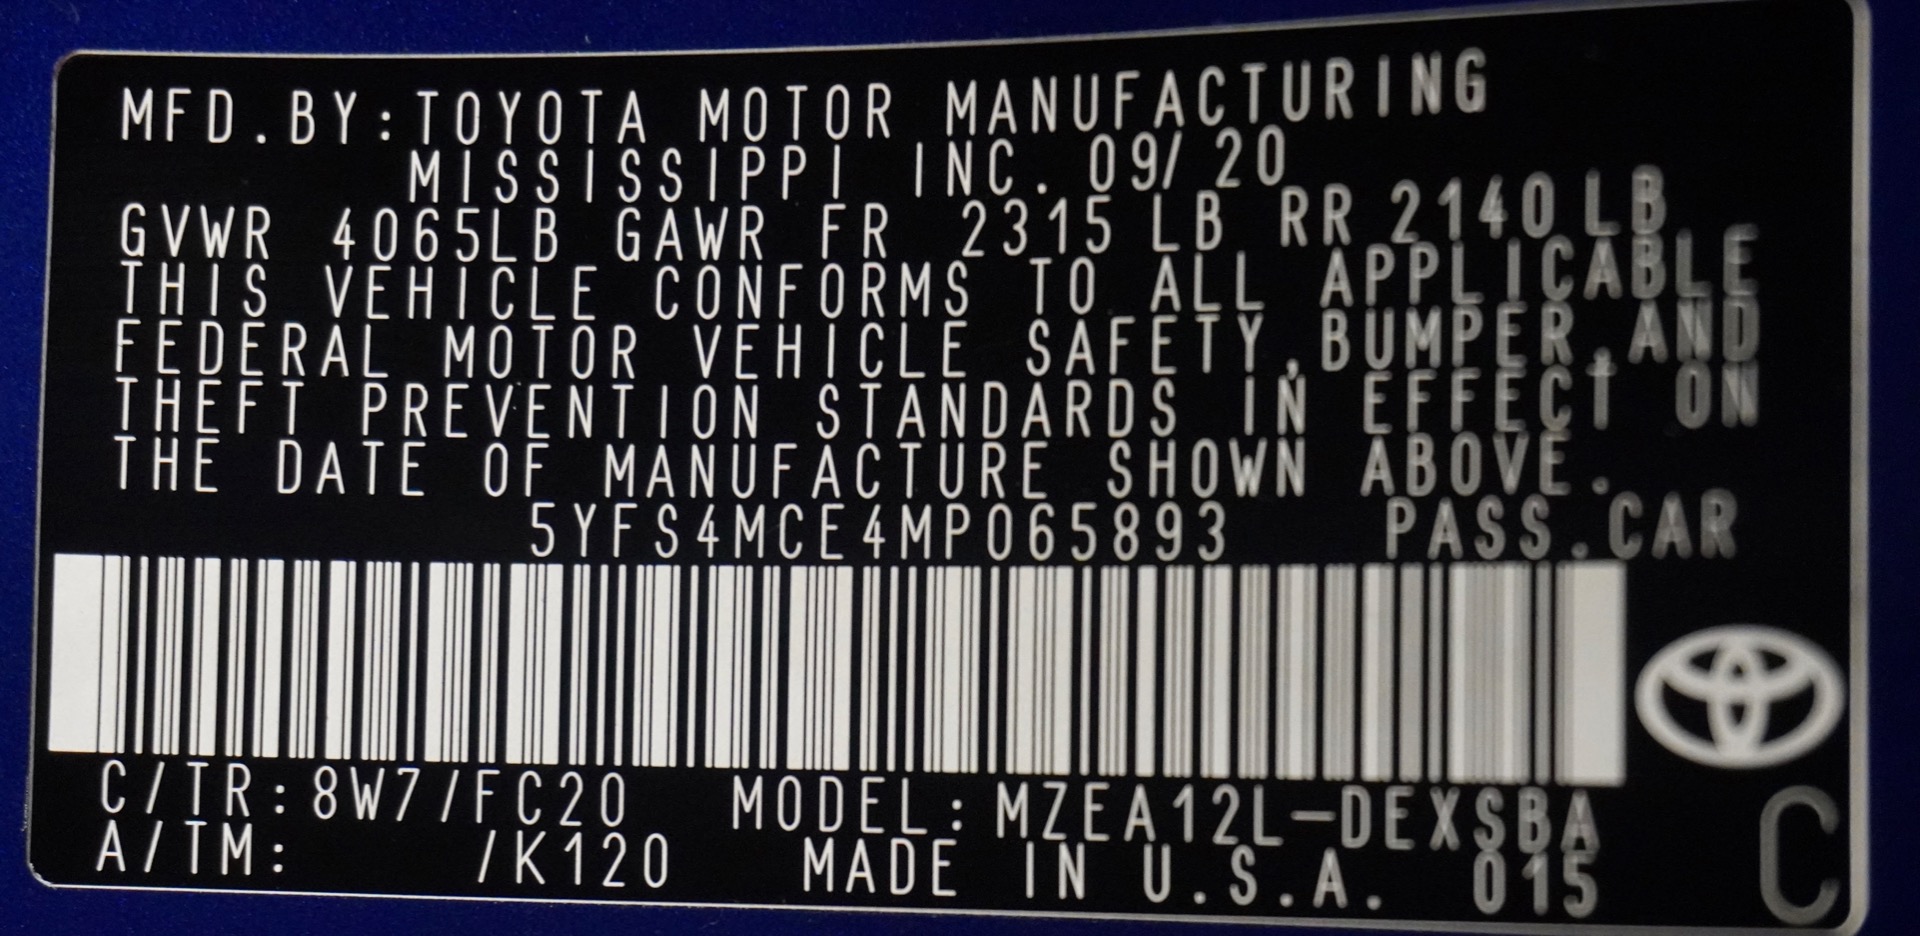 MFD.BY:TOYOTA MOTOR MANUFACTURING
MISSISSIPPI INC. 09/20
GVWR 4065LB GAWR FR 2315 LB RR 2140 LB
THIS VEHICLE CONFORMS TO ALL APPLICABLE
FEDERAL MOTOR VEHICLE SAFETY,BUMPER,AND
THEFT PREVENTION STANDARDS IN EFFECT ON
THE DATE OF MANUFACTURE SHOWN ABOVE.
5YFS4MCE4MP065893 PASS.CAR
C/TR:8W7/FC20 MODEL:MZEA12L-DEXSBA
A/TM: /K120 MADE IN U.S.A. 015
C